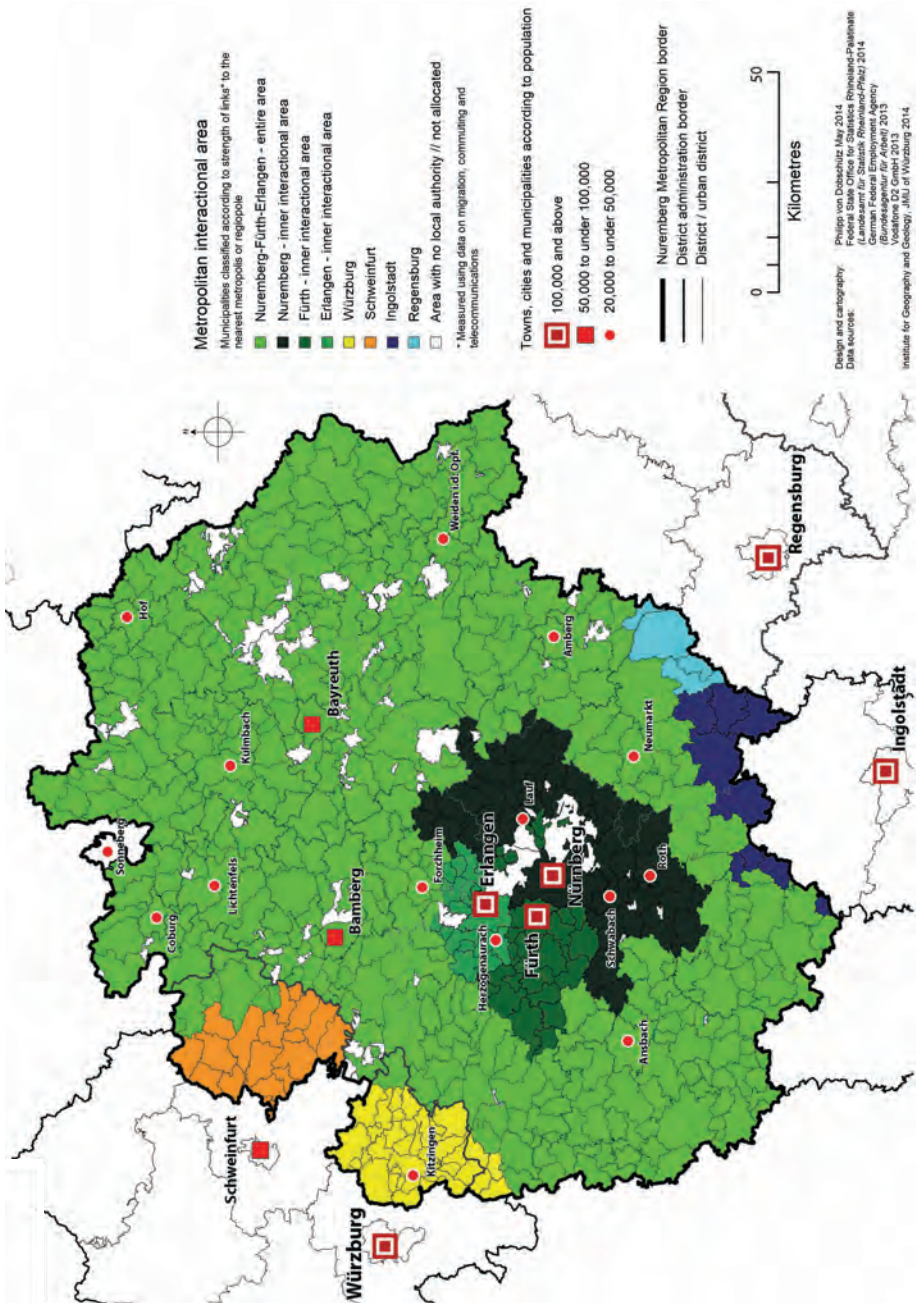 Metropolitan interactional area
Municipalities classified according to strength of links* to the
nearest metropolis or regiopole
Nuremberg-Fürth-Erlangen - entire area
Nuremberg - inner interactional area
Fürth - inner interactional area
Erlangen - inner interactional area
Würzburg
Schweinfurt
Ingolstadt
Regensburg
Area with no local authority // not allocated
* Measured using data on migration, commuting and
telecommunications
Towns, cities and municipalities according to population
100,000 and above
50,000 to under 100,000
20,000 to under 50,000
Nuremberg Metropolitan Region border
District administration border
District / urban district
0
10
50
Kilometres
Design and cartography: Philipp von Dobschütz May 2014
Data sources: Federal State Office for Statistics Rhineland-Palatinate
(Landesamt für Statistik Rheinland-Pfalz) 2014
German Federal Employment Agency
(Bundesagentur für Arbeit) 2013
Vodafone D2 GmbH 2013
Institute for Geography and Geology, JMU of Würzburg 2014
N
Sonneberg
Hof
Coburg
Lichtenfels
Kulmbach
Schweinfurt
Bamberg
Bayreuth
Würzburg
Kitzingen
Forchheim
Weiden i.d. Opf.
Erlangen
Herzogenaurach
Lauf
Fürth
Nürnberg
Amberg
Schwabach
Roth
Ansbach
Neumarkt
Regensburg
Ingolstadt